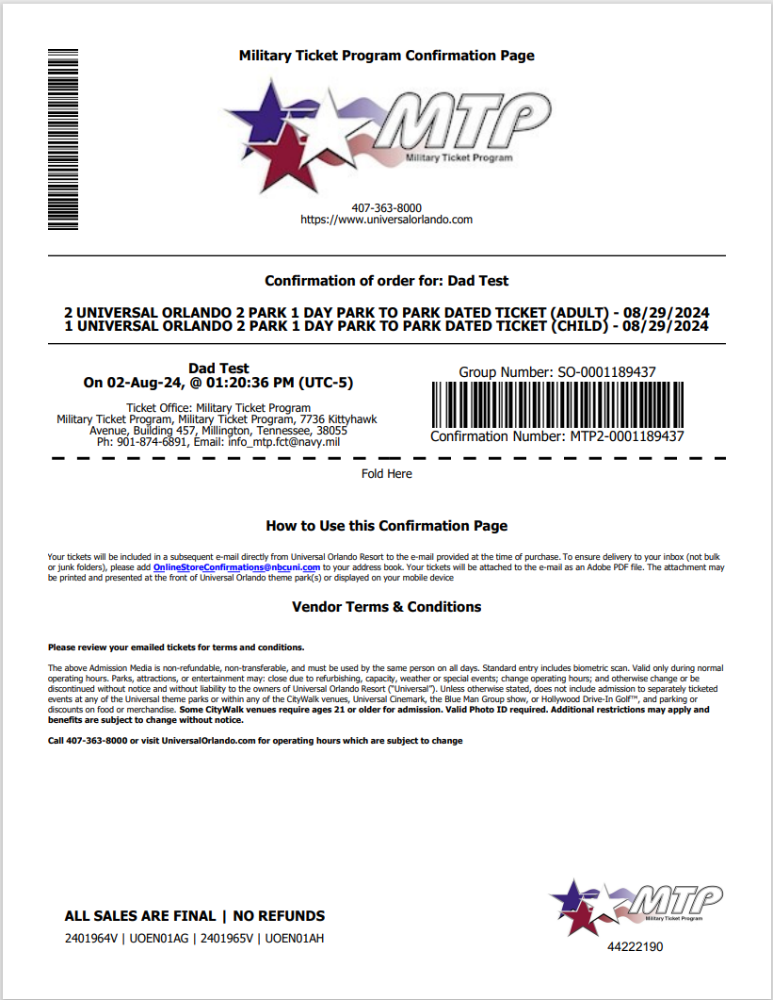 Military Ticket Program Confirmation Page
MTP
Military Ticket Program
407-363-8000
https://www.universalorlando.com
Confirmation of order for: Dad Test
2 UNIVERSAL ORLANDO 2 PARK 1 DAY PARK TO PARK DATED TICKET (ADULT) - 08/29/2024
1 UNIVERSAL ORLANDO 2 PARK 1 DAY PARK TO PARK DATED TICKET (CHILD) - 08/29/2024
Dad Test
On 02-Aug-24, @ 01:20:36 PM (UTC-5)
Ticket Office: Military Ticket Program
Military Ticket Program, Military Ticket Program, 7736 Kittyhawk
Avenue, Building 457, Millington, Tennessee, 38055
Ph: 901-874-6891, Email: info_mtp.fct@navy.mil
Group Number: SO-0001189437
Confirmation Number: MTP2-0001189437
Fold Here
How to Use this Confirmation Page
Your tickets will be included in a subsequent e-mail directly from Universal Orlando Resort to the e-mail provided at the time of purchase. To ensure delivery to your inbox (not bulk
or junk folders), please add OnlineStoreConfirmations@nbcuni.com to your address book. Your tickets will be attached to the e-mail as an Adobe PDF file. The attachment may
be printed and presented at the front of Universal Orlando theme park(s) or displayed on your mobile device
Vendor Terms & Conditions
Please review your emailed tickets for terms and conditions.
The above Admission Media is non-refundable, non-transferable, and must be used by the same person on all days. Standard entry includes biometric scan. Valid only during normal
operating hours. Parks, attractions, or entertainment may: close due to refurbishing, capacity, weather or special events; change operating hours; and otherwise change or be
discontinued without notice and without liability to the owners of Universal Orlando Resort ("Universal"). Unless otherwise stated, does not include admission to separately ticketed
events at any of the Universal theme parks or within any of the CityWalk venues, Universal Cinemark, the Blue Man Group show, or Hollywood Drive-In Golf™, and parking or
discounts on food or merchandise. Some CityWalk venues require ages 21 or older for admission. Valid Photo ID required. Additional restrictions may apply and
benefits are subject to change without notice.
Call 407-363-8000 or visit UniversalOrlando.com for operating hours which are subject to change
ALL SALES ARE FINAL | NO REFUNDS
2401964V | UOEN01AG | 2401965V | UOEN01AH
MTP
Military Ticket Program
44222190